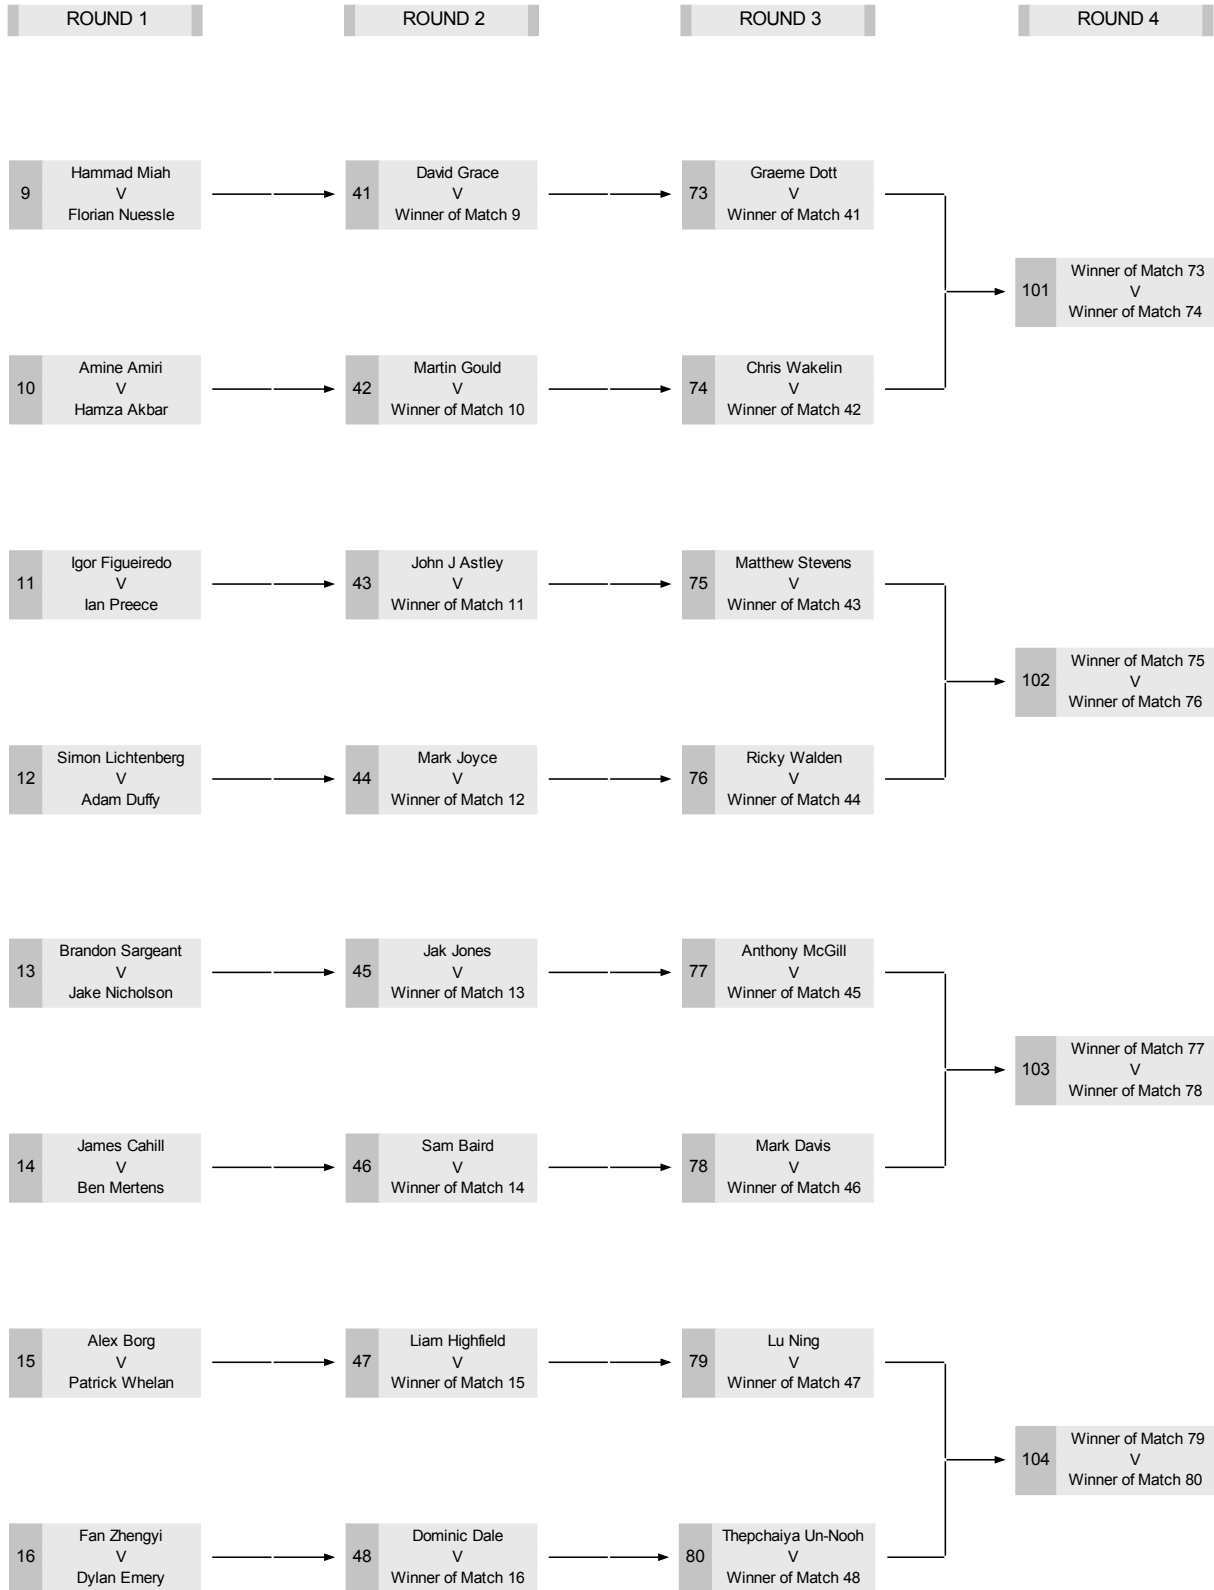 ROUND 1
ROUND 2
ROUND 3
ROUND 4
9
Hammad Miah
V
Florian Nuessle
41
David Grace
V
Winner of Match 9
73
Graeme Dott
V
Winner of Match 41
101
Winner of Match 73
V
Winner of Match 74
10
Amine Amiri
V
Hamza Akbar
42
Martin Gould
V
Winner of Match 10
74
Chris Wakelin
V
Winner of Match 42
11
Igor Figueiredo
V
Ian Preece
43
John J Astley
V
Winner of Match 11
75
Matthew Stevens
V
Winner of Match 43
102
Winner of Match 75
V
Winner of Match 76
12
Simon Lichtenberg
V
Adam Duffy
44
Mark Joyce
V
Winner of Match 12
76
Ricky Walden
V
Winner of Match 44
13
Brandon Sargeant
V
Jake Nicholson
45
Jak Jones
V
Winner of Match 13
77
Anthony McGill
V
Winner of Match 45
103
Winner of Match 77
V
Winner of Match 78
14
James Cahill
V
Ben Mertens
46
Sam Baird
V
Winner of Match 14
78
Mark Davis
V
Winner of Match 46
15
Alex Borg
V
Patrick Whelan
47
Liam Highfield
V
Winner of Match 15
79
Lu Ning
V
Winner of Match 47
104
Winner of Match 79
V
Winner of Match 80
16
Fan Zhengyi
V
Dylan Emery
48
Dominic Dale
V
Winner of Match 16
80
Thepchaiya Un-Nooh
V
Winner of Match 48